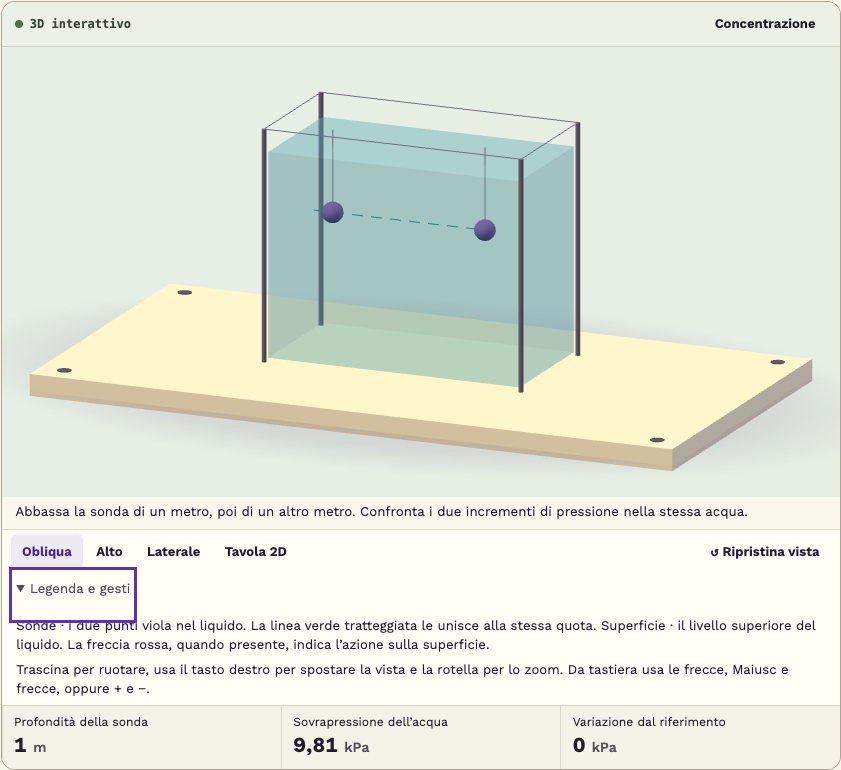 3D interattivo
Concentrazione
Abbassa la sonda di un metro, poi di un altro metro. Confronta i due incrementi di pressione nella stessa acqua.
Obliqua Alto Laterale Tavola 2D
↺ Ripristina vista
▼ Legenda e gesti
Sonde · i due punti viola nel liquido. La linea verde tratteggiata le unisce alla stessa quota. Superficie · il livello superiore del
liquido. La freccia rossa, quando presente, indica l’azione sulla superficie.
Trascina per ruotare, usa il tasto destro per spostare la vista e la rotella per lo zoom. Da tastiera usa le frecce, Maiusc e
frecce, oppure + e −.
Profondità della sonda
1 m
Sovrapressione dell’acqua
9,81 kPa
Variazione dal riferimento
0 kPa